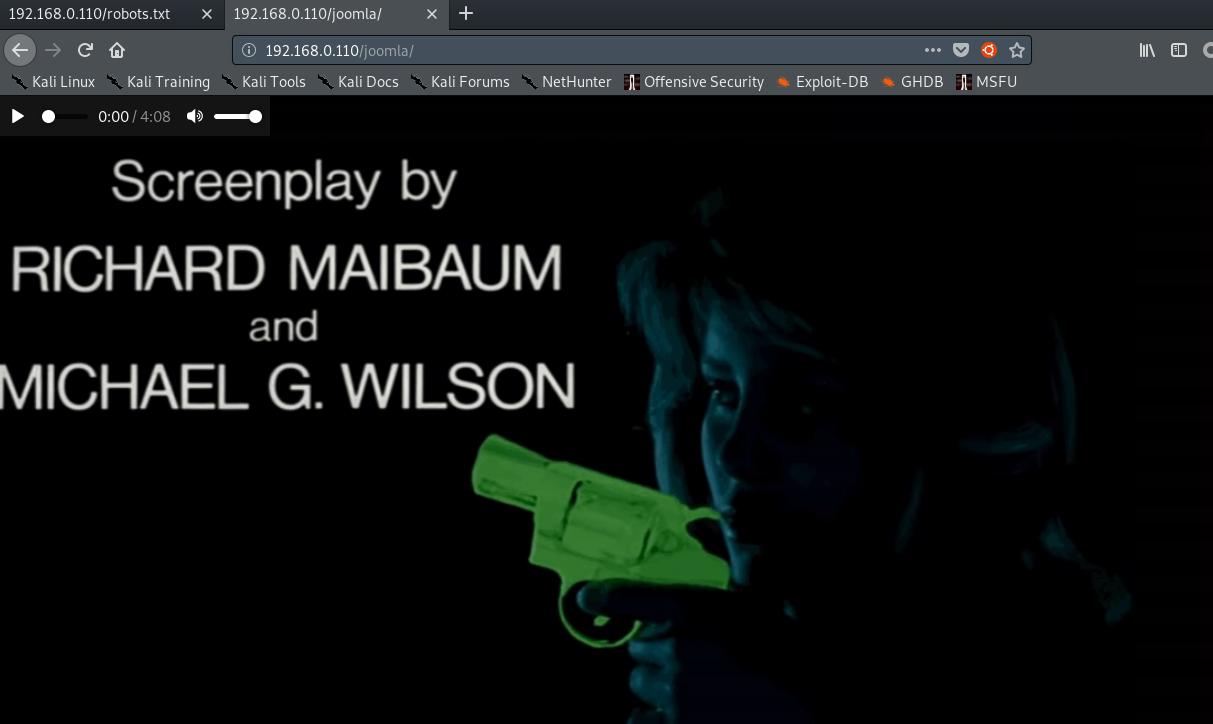 192.168.0.110/robots.txt
192.168.0.110/joomla/
192.168.0.110/joomla/
Kali Linux Kali Training Kali Tools Kali Docs Kali Forums NetHunter Offensive Security Exploit-DB GHDB MSFU
0:00 / 4:08
Screenplay by
RICHARD MAIBAUM
and
MICHAEL G. WILSON